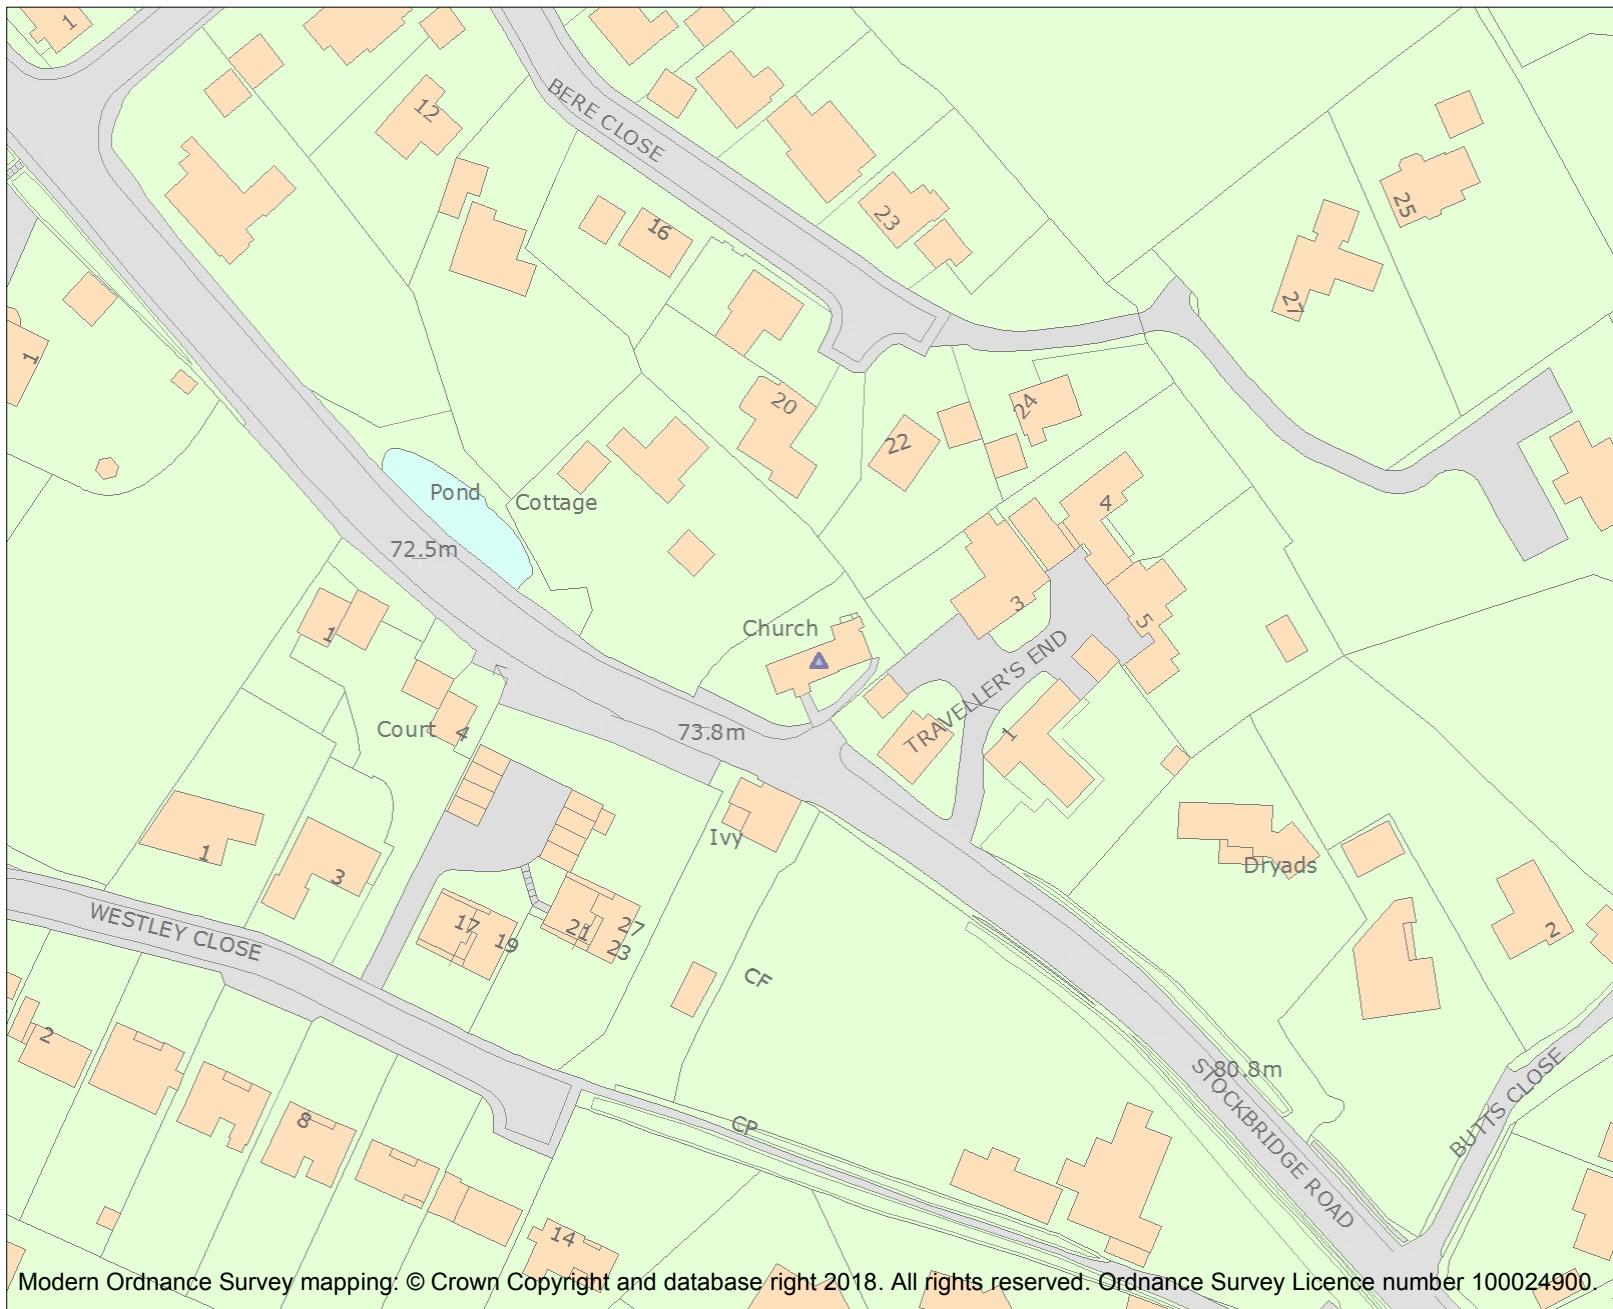 1
12
BERE CLOSE
16
23
25
27
1
20
24
22
4
Pond
Cottage
72.5m
3
5
1
Church
TRAVELLER'S END
Court
4
73.8m
1
Ivy
1
3
Dryads
WESTLEY CLOSE
17
19
21
27
23
2
CF
2
80.8m
STOCKBRIDGE ROAD
BUTTS CLOSE
8
CP
14
Modern Ordnance Survey mapping: © Crown Copyright and database right 2018. All rights reserved. Ordnance Survey Licence number 100024900.